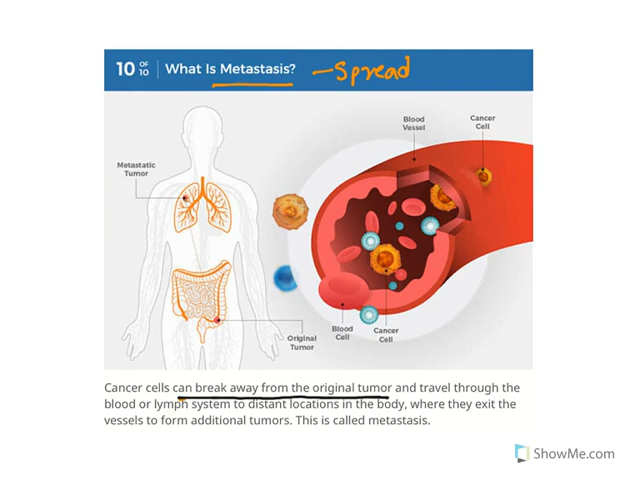 10 OF 10 What Is Metastasis? - Spread
Blood
Vessel
Cancer
Cell
Metastatic
Tumor
Original
Tumor
Blood
Cell
Cancer
Cell
Cancer cells can break away from the original tumor and travel through the
blood or lymph system to distant locations in the body, where they exit the
vessels to form additional tumors. This is called metastasis.
ShowMe.com